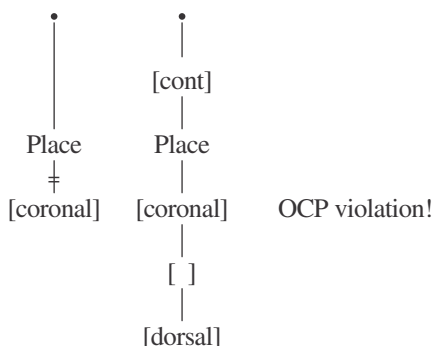 [cont]
Place Place
[coronal] [coronal] OCP violation!
[ ]
[dorsal]